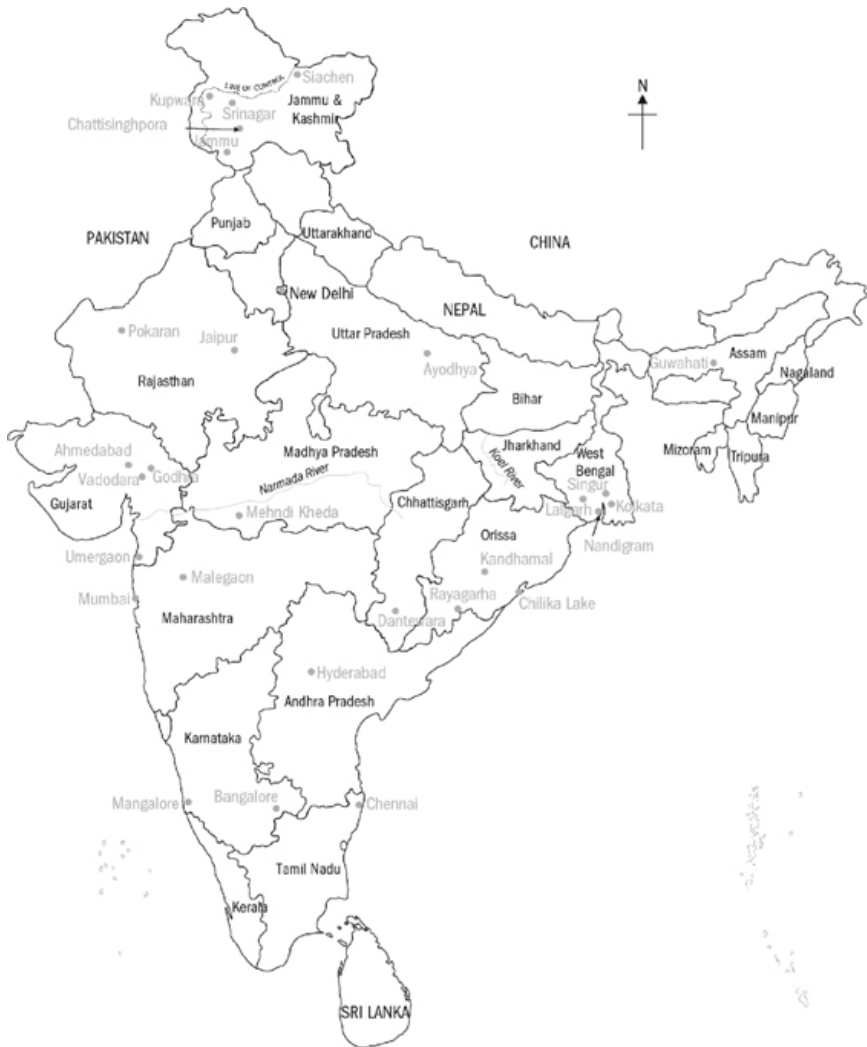 N
Siachen
LINE OF CONTROL
Kupwara
Jammu &
Kashmir
Srinagar
Chattisinghpora
Jammu
Punjab
PAKISTAN
Uttarakhand
CHINA
New Delhi
NEPAL
Pokaran
Jaipur
Uttar Pradesh
Ayodhya
Guwahati
Assam
Nagaland
Rajasthan
Bihar
Manipur
Ahmedabad
Madhya Pradesh
Jharkhand
West
Bengal
Mizoram
Tripura
Vadodara
Godhra
Koel River
Narmada River
Singur
Gujarat
Chhattisgarh
Mehndi Kheda
Lalgarh
Kolkata
Orissa
Nandigram
Umergaon
Kandhamal
Malegaon
Mumbai
Rayagarha
Chilika Lake
Maharashtra
Dantewara
Hyderabad
Andhra Pradesh
Karnataka
Mangalore
Bangalore
Chennai
Tamil Nadu
Kerala
SRI LANKA